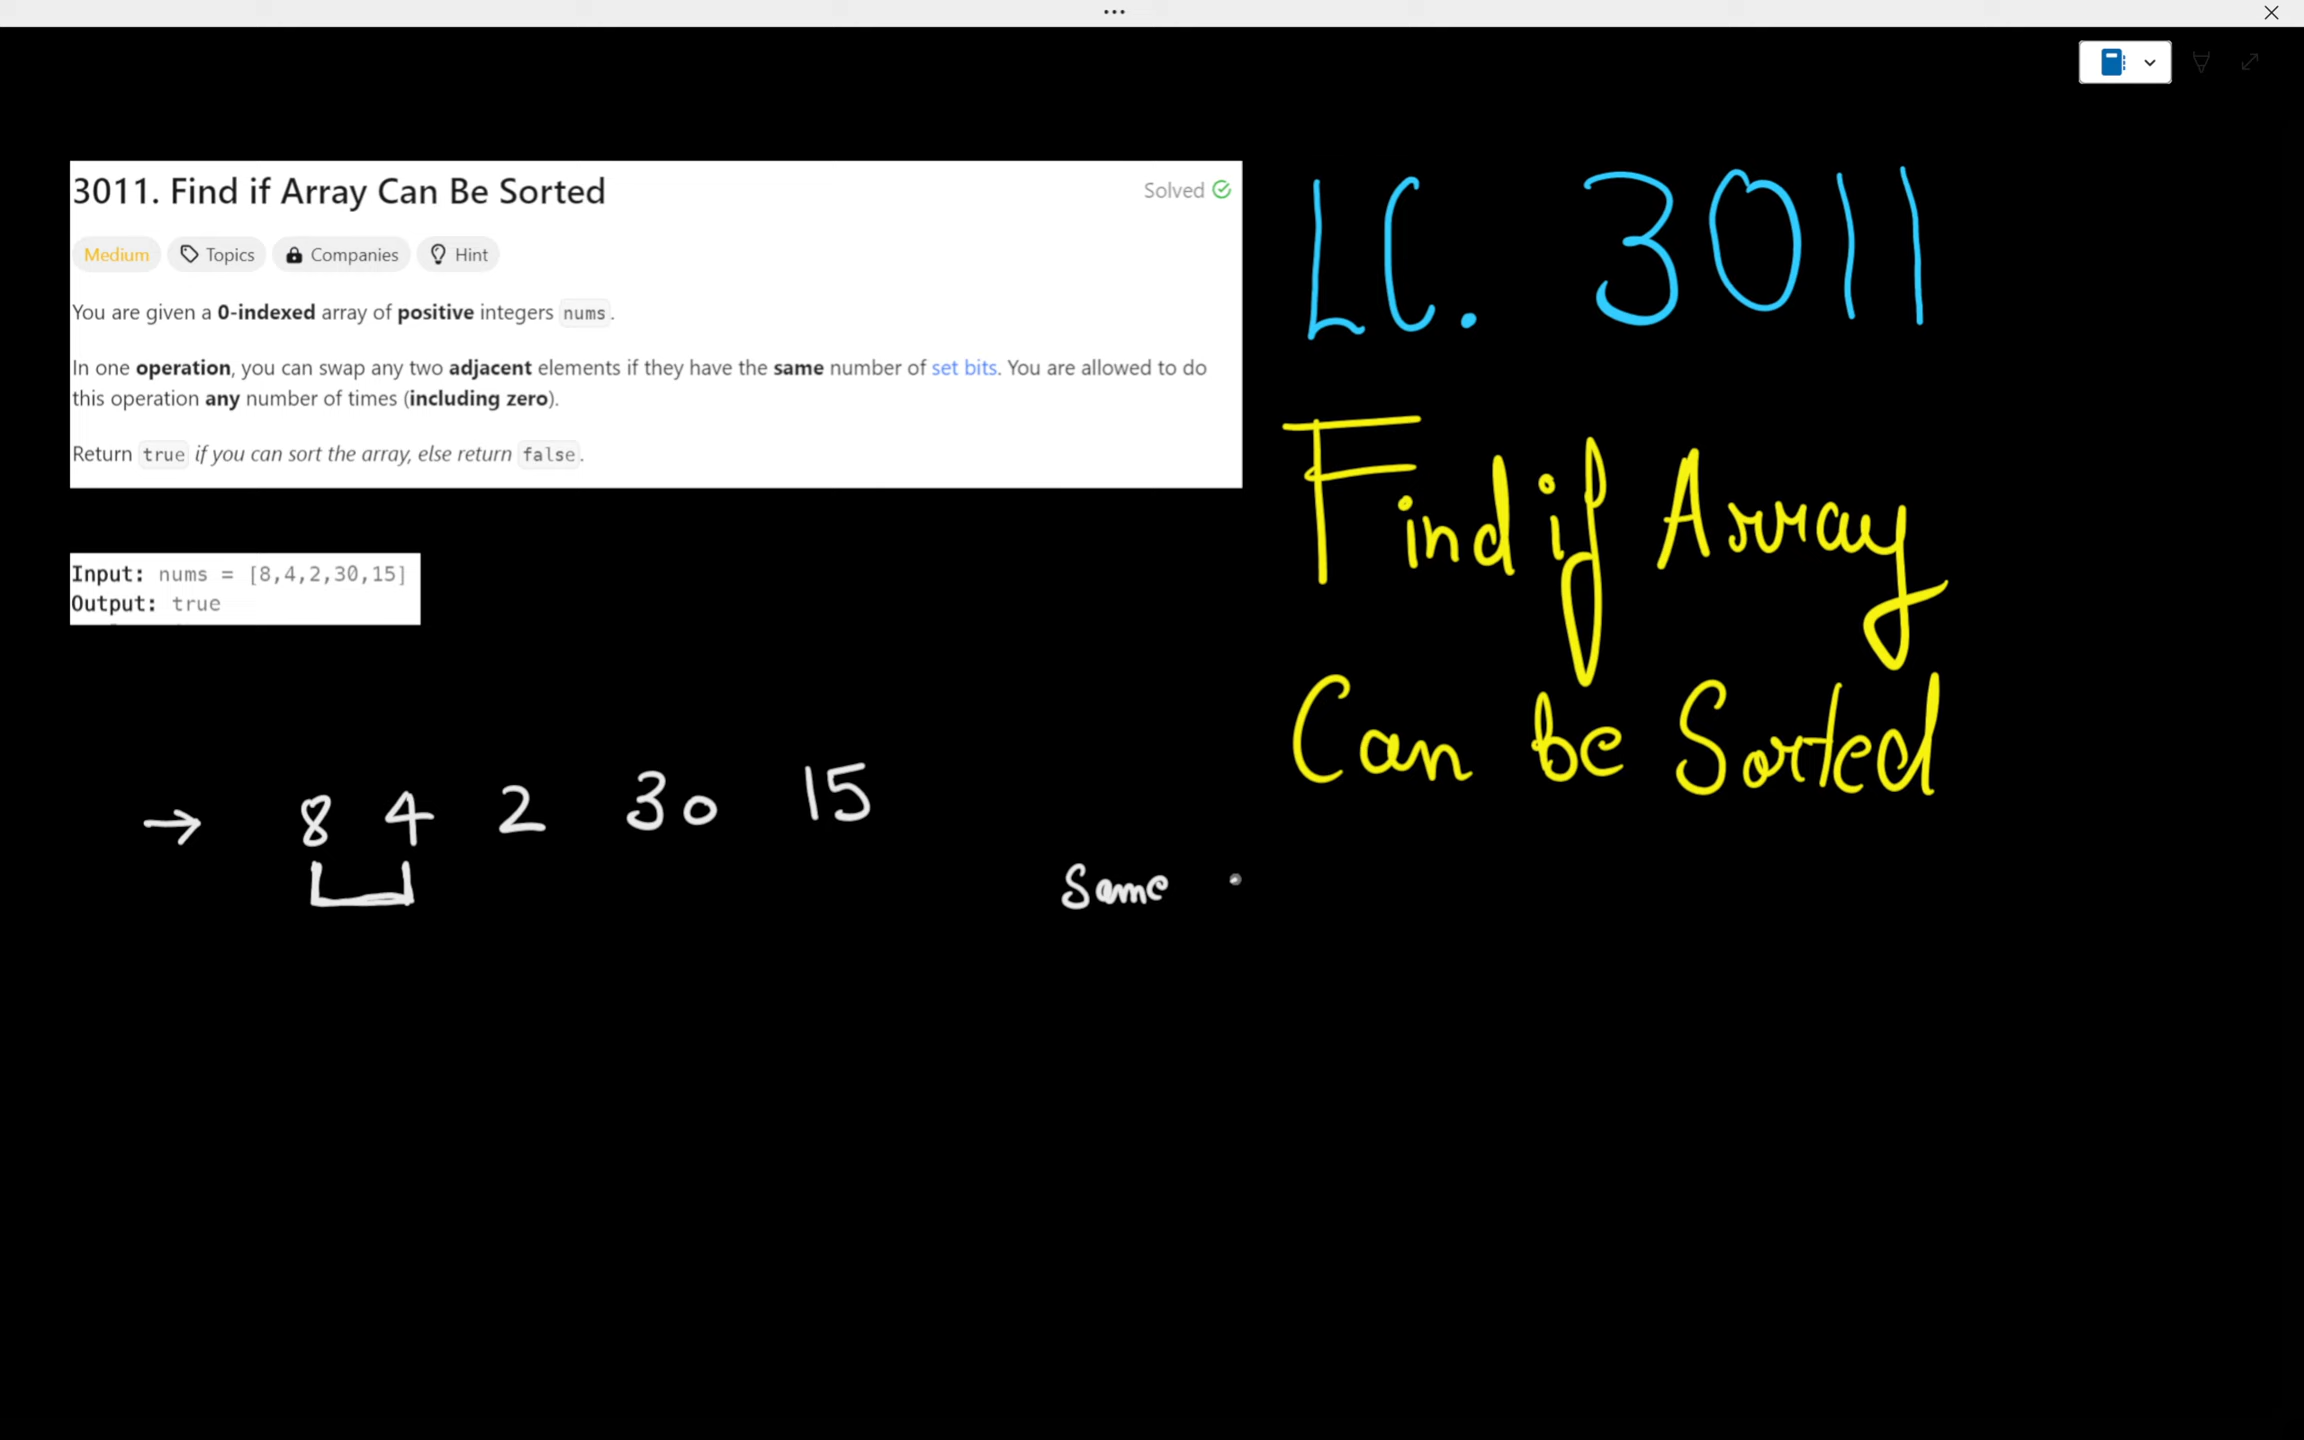 3011. Find if Array Can Be Sorted
Solved
Medium Topics Companies Hint
You are given a 0-indexed array of positive integers nums.
In one operation, you can swap any two adjacent elements if they have the same number of set bits. You are allowed to do
this operation any number of times (including zero).
Return true if you can sort the array, else return false.
Input: nums = [8,4,2,30,15]
Output: true
→ 8 4 2 30 15
Same
LC. 3011
Find if Array
Can be Sorted